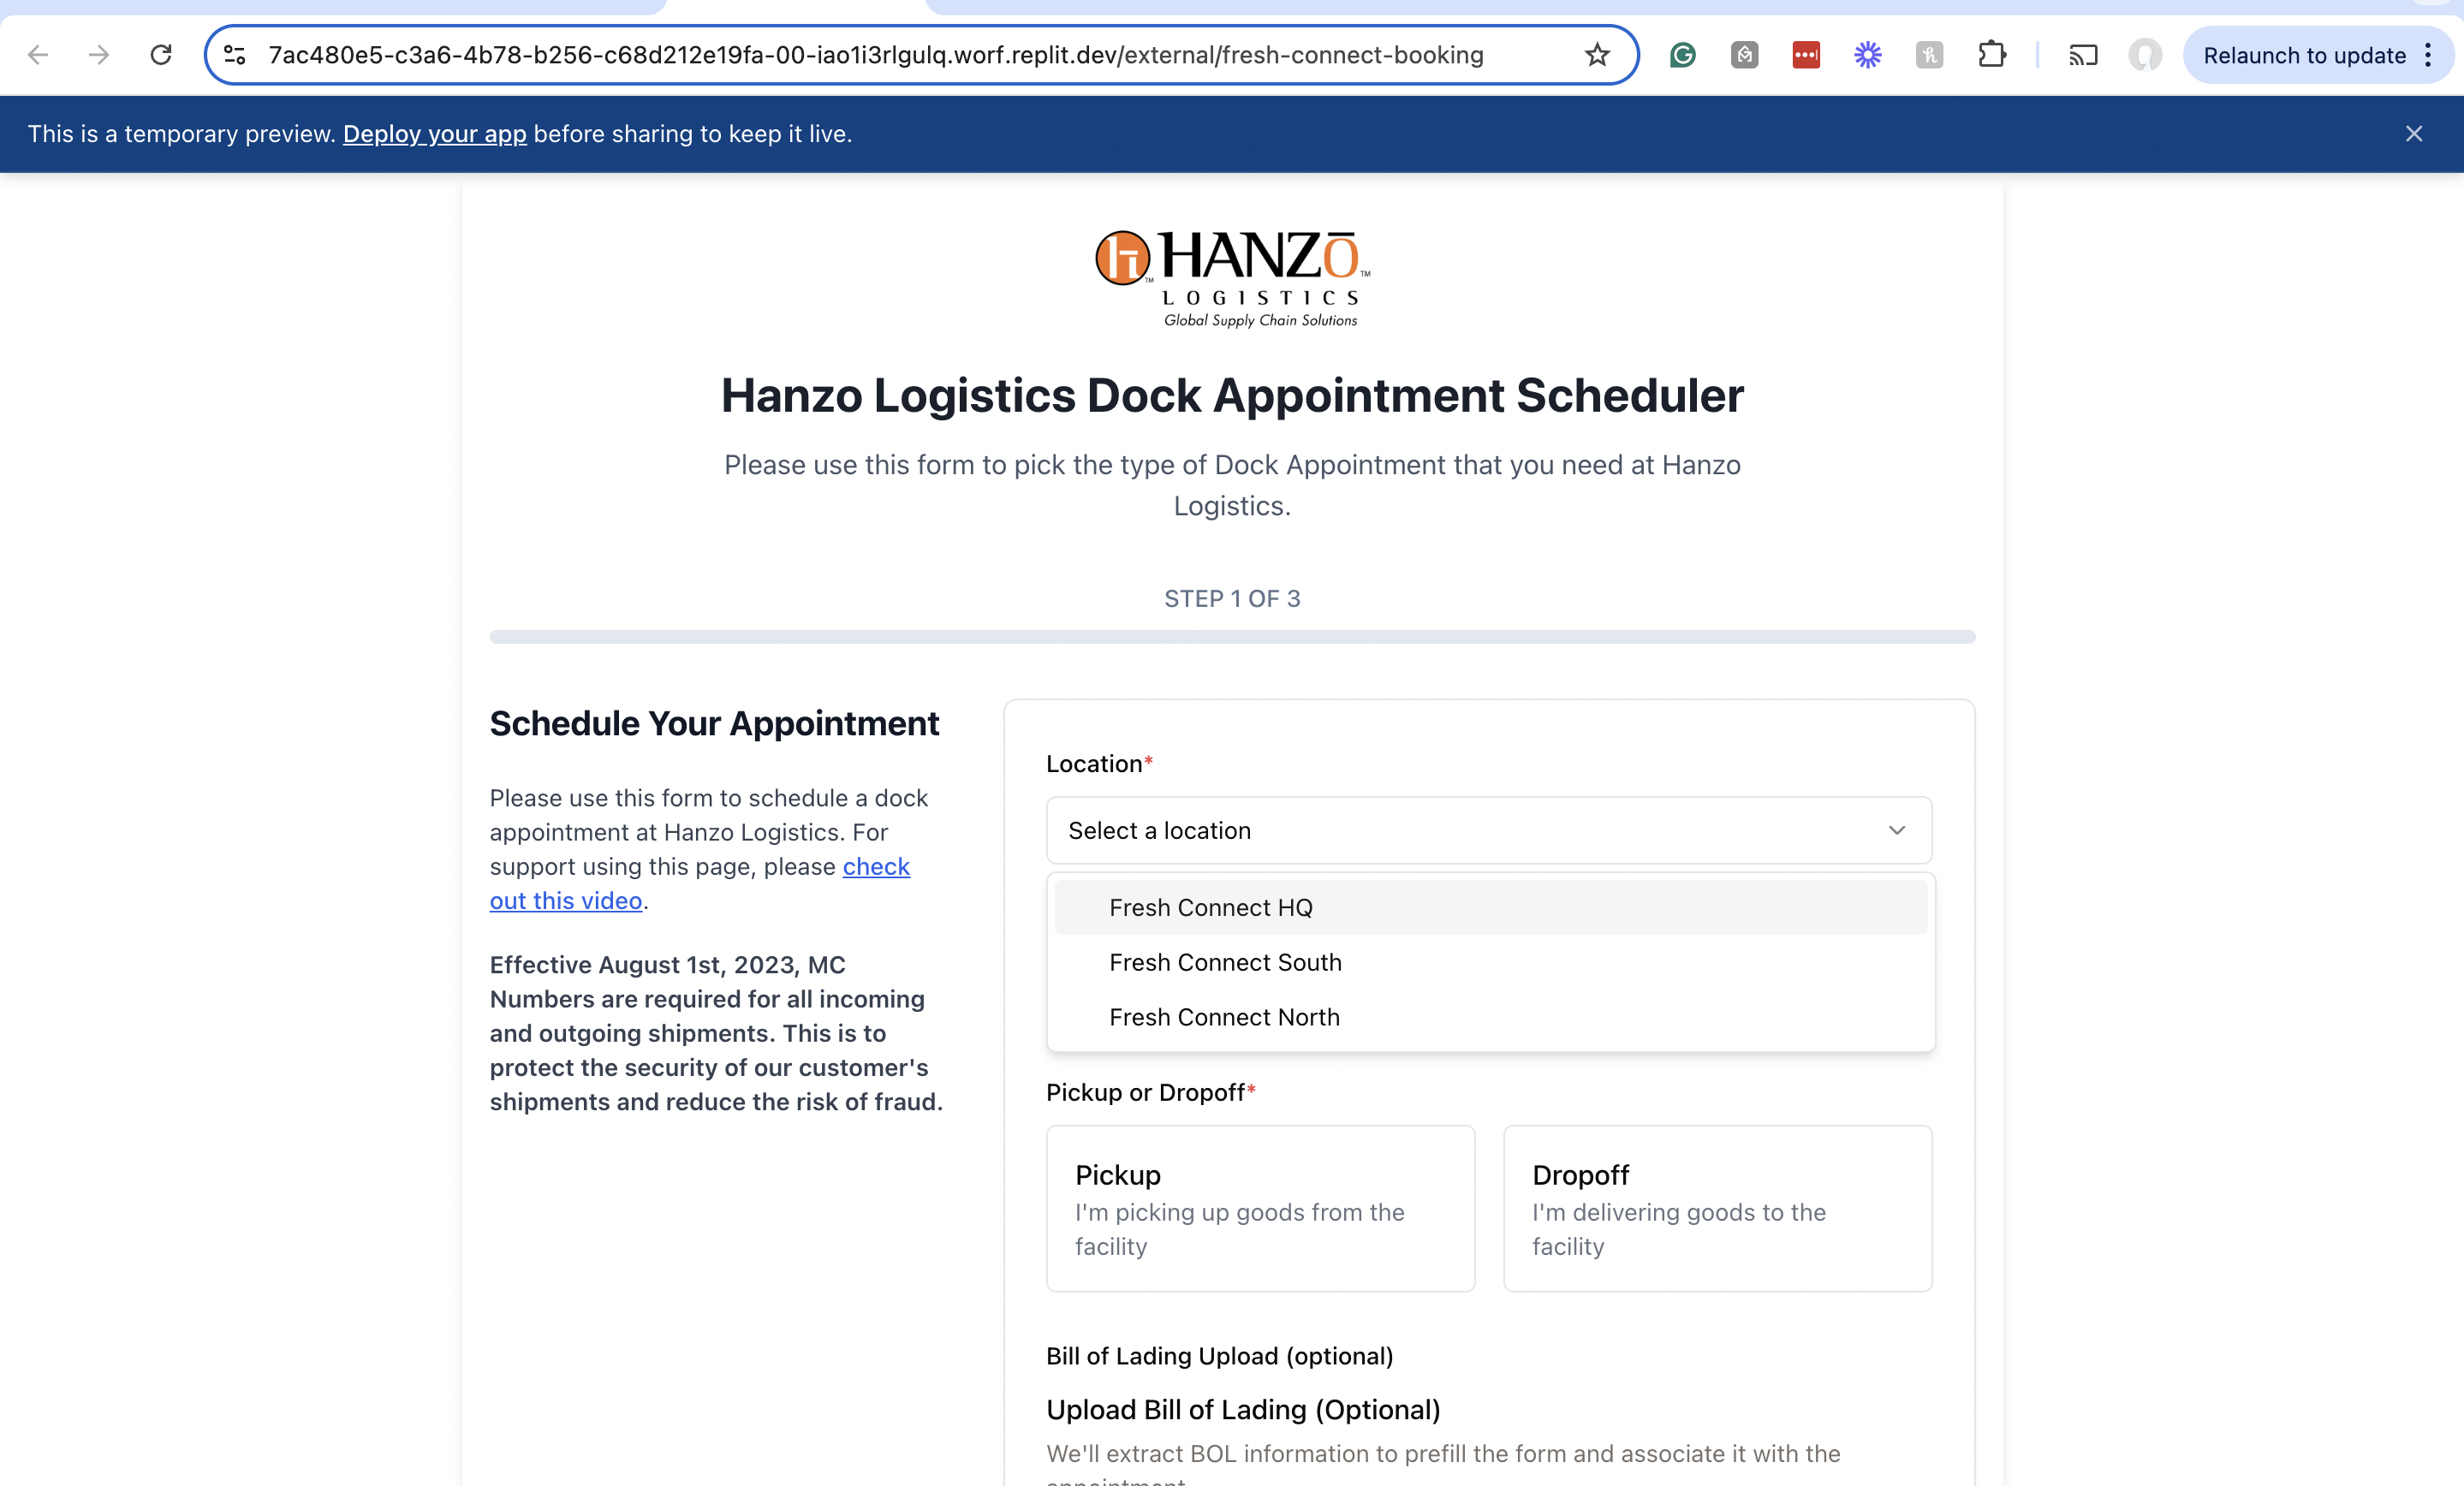 7ac480e5-c3a6-4b78-b256-c68d212e19fa-00-iao1i3rlgulq.worf.replit.dev/external/fresh-connect-booking
Relaunch to update
This is a temporary preview. Deploy your app before sharing to keep it live.
HANZO
LOGISTICS
Global Supply Chain Solutions
Hanzo Logistics Dock Appointment Scheduler
Please use this form to pick the type of Dock Appointment that you need at Hanzo
Logistics.
STEP 1 OF 3
Schedule Your Appointment
Please use this form to schedule a dock
appointment at Hanzo Logistics. For
support using this page, please check
out this video.
Effective August 1st, 2023, MC
Numbers are required for all incoming
and outgoing shipments. This is to
protect the security of our customer's
shipments and reduce the risk of fraud.
Location*
Select a location
Fresh Connect HQ
Fresh Connect South
Fresh Connect North
Pickup or Dropoff*
Pickup
I'm picking up goods from the
facility
Dropoff
I'm delivering goods to the
facility
Bill of Lading Upload (optional)
Upload Bill of Lading (Optional)
We'll extract BOL information to prefill the form and associate it with the